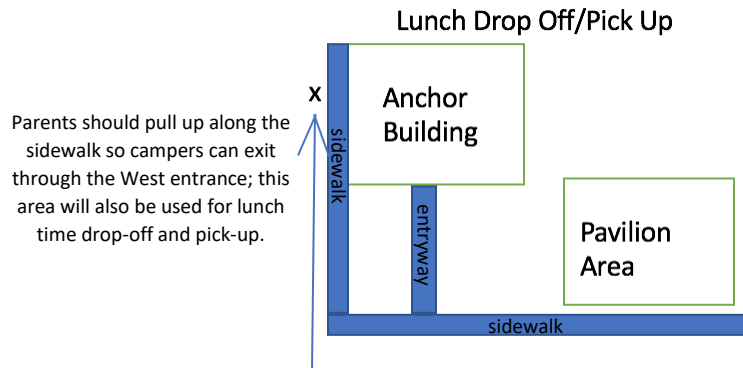 Lunch Drop Off/Pick Up
X
Anchor
Building
Parents should pull up along the
sidewalk so campers can exit
through the West entrance; this
area will also be used for lunch
time drop-off and pick-up.
sidewalk
entryway
Pavilion
Area
sidewalk